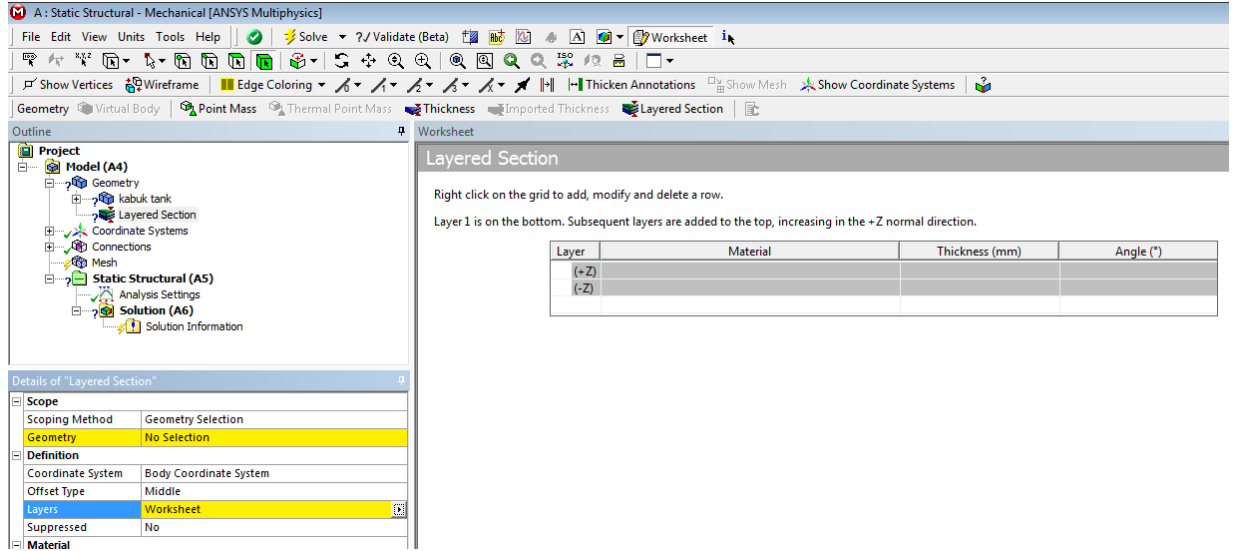 A : Static Structural - Mechanical [ANSYS Multiphysics]
File Edit View Units Tools Help Solve ?✓ Validate (Beta) Worksheet
Show Vertices Wireframe Edge Coloring Thicken Annotations Show Mesh Show Coordinate Systems
Geometry Virtual Body Point Mass Thermal Point Mass Thickness Imported Thickness Layered Section
Outline
Project
Model (A4)
Geometry
kabuk tank
Layered Section
Coordinate Systems
Connections
Mesh
Static Structural (A5)
Analysis Settings
Solution (A6)
Solution Information
Details of "Layered Section"
Scope
Scoping Method Geometry Selection
Geometry No Selection
Definition
Coordinate System Body Coordinate System
Offset Type Middle
Layers Worksheet
Suppressed No
Material
Worksheet
Layered Section
Right click on the grid to add, modify and delete a row.
Layer 1 is on the bottom. Subsequent layers are added to the top, increasing in the +Z normal direction.
Layer Material Thickness (mm) Angle (°)
(+Z)
(-Z)